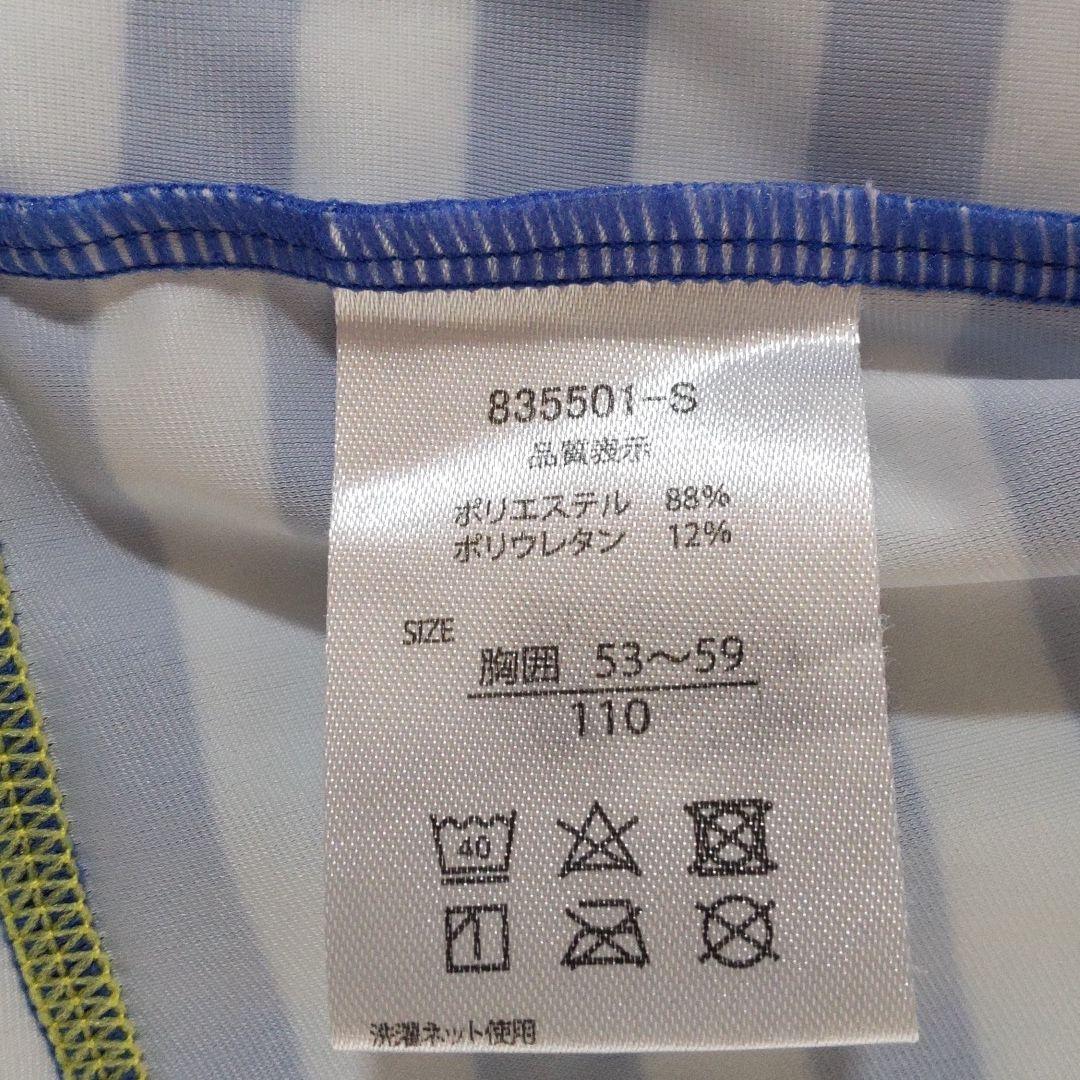 835501-S
品質表示
ポリエステル 88%
ポリウレタン 12%
SIZE
胸囲 53～59
110
40
洗濯ネット使用